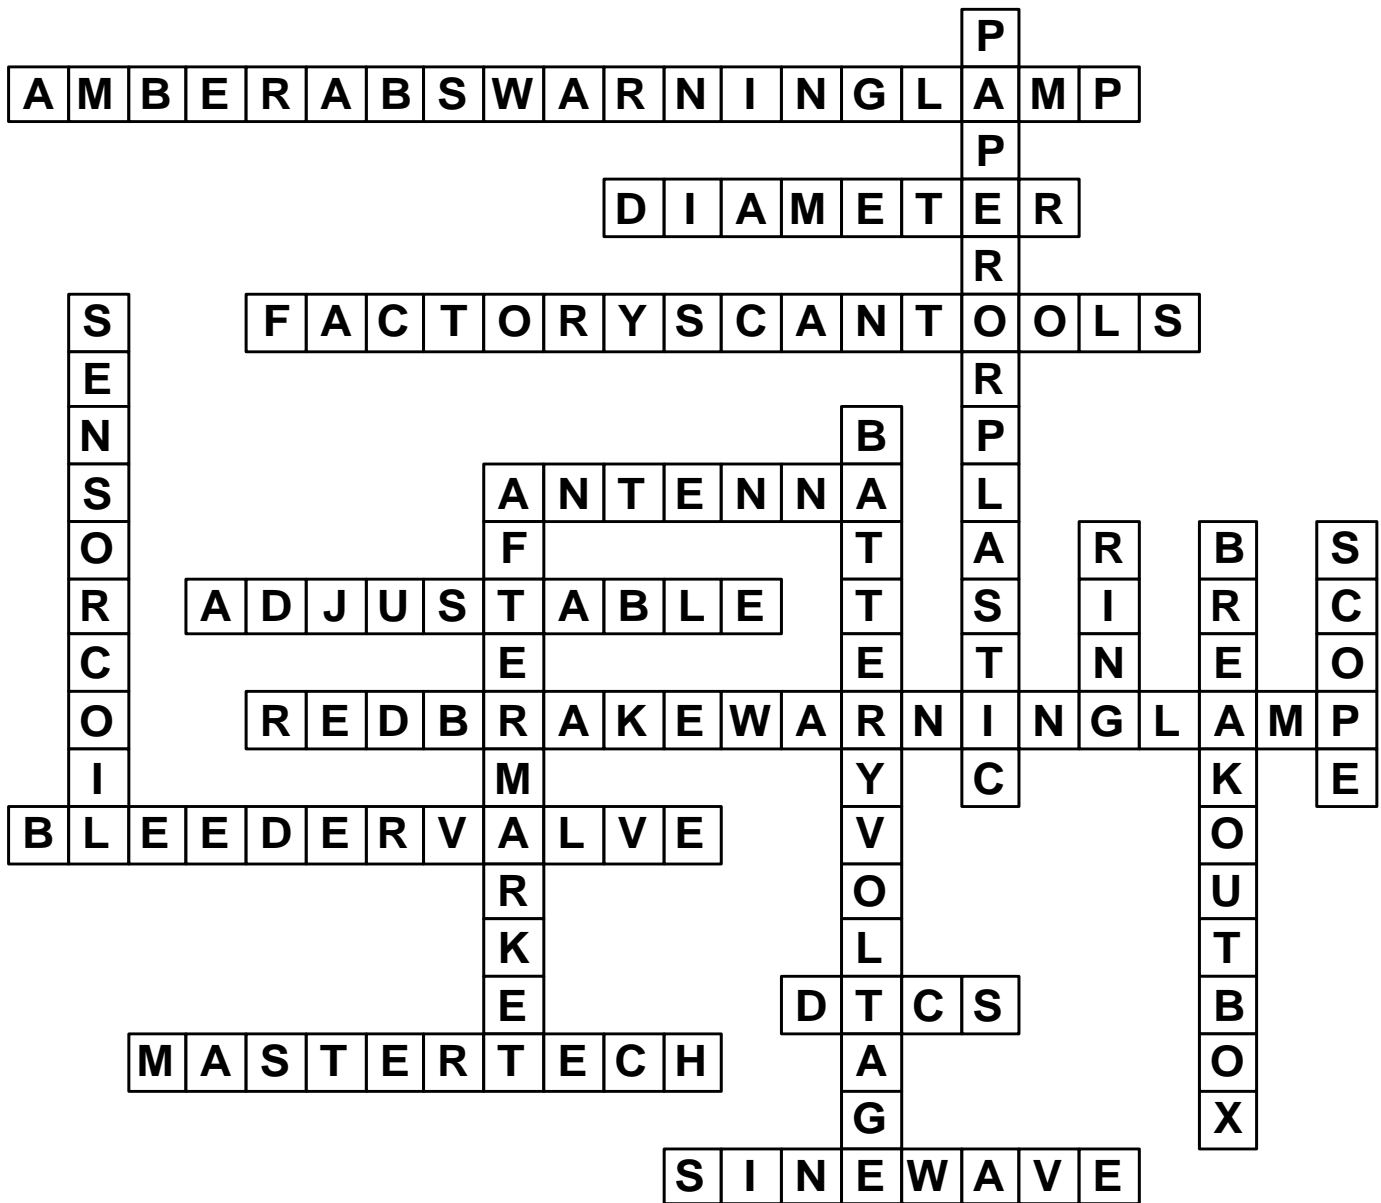 PAPERORPLASTIC
AMBERABSWARNINGLAMP
DIAMETER
SENSORCOIL
FACTORYSCANTOOLS
BATTERYVOLTAGE
ANTENNA
AFTERMARKET
RING
BREAKOUTBOX
SCOPE
ADJUSTABLE
REDBRAKEWARNINGLAMP
BLEEDERVALVE
DTCS
MASTERTECH
SINEWAVE